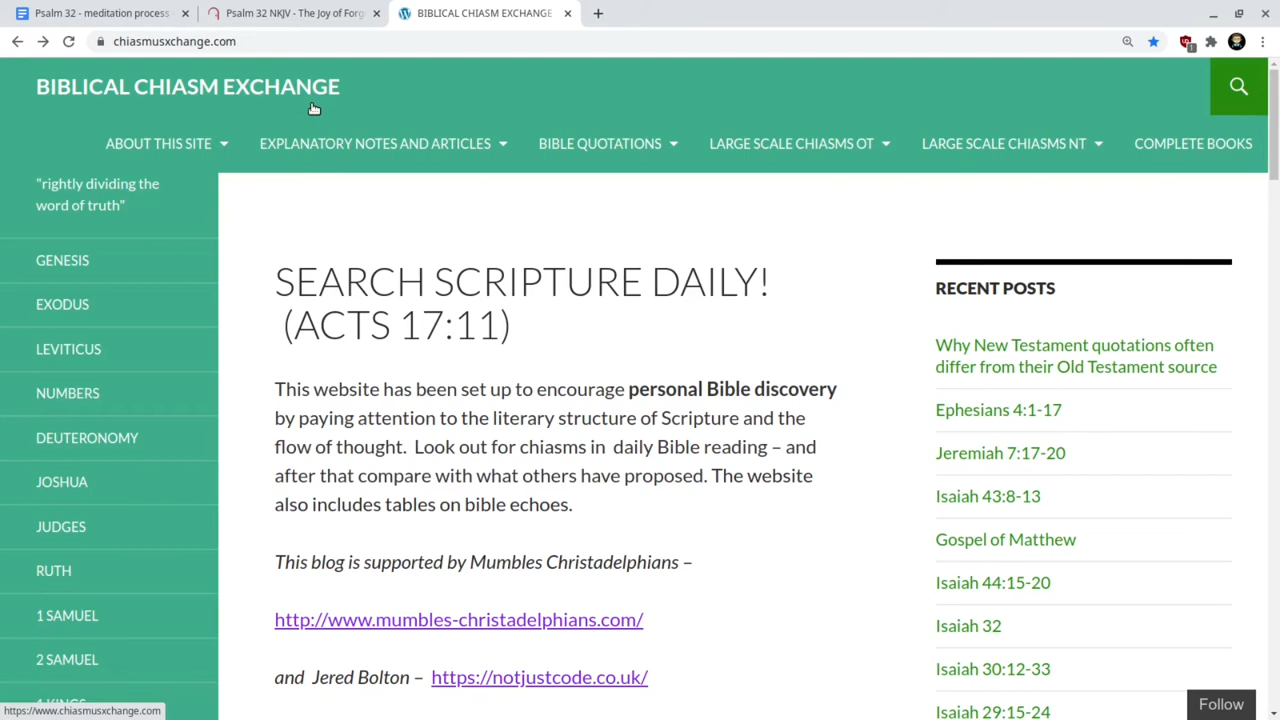 Psalm 32 - meditation process
Psalm 32 NKJV - The Joy of Forg
BIBLICAL CHIASM EXCHANGE
chiasmusxchange.com
1
BIBLICAL CHIASM EXCHANGE
ABOUT THIS SITE
EXPLANATORY NOTES AND ARTICLES
BIBLE QUOTATIONS
LARGE SCALE CHIASMS OT
LARGE SCALE CHIASMS NT
COMPLETE BOOKS
"rightly dividing the
word of truth"
GENESIS
EXODUS
LEVITICUS
NUMBERS
DEUTERONOMY
JOSHUA
JUDGES
RUTH
1 SAMUEL
2 SAMUEL
1 KINGS
https://www.chiasmusxchange.com
SEARCH SCRIPTURE DAILY!
(ACTS 17:11)
This website has been set up to encourage personal Bible discovery
by paying attention to the literary structure of Scripture and the
flow of thought. Look out for chiasms in daily Bible reading – and
after that compare with what others have proposed. The website
also includes tables on bible echoes.
This blog is supported by Mumbles Christadelphians –
http://www.mumbles-christadelphians.com/
and Jered Bolton – https://notjustcode.co.uk/
RECENT POSTS
Why New Testament quotations often
differ from their Old Testament source
Ephesians 4:1-17
Jeremiah 7:17-20
Isaiah 43:8-13
Gospel of Matthew
Isaiah 44:15-20
Isaiah 32
Isaiah 30:12-33
Isaiah 29:15-24
Follow